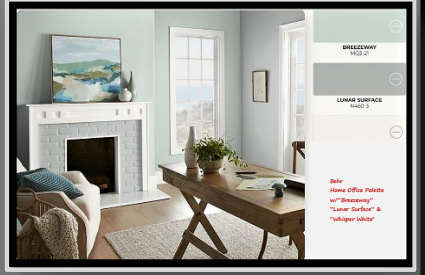 BREEZEWAY
MQ3-21
LUNAR SURFACE
N460-3
Behr
Home Office Palette
w/"Breezeway"
"Lunar Surface" &
"Whisper White"